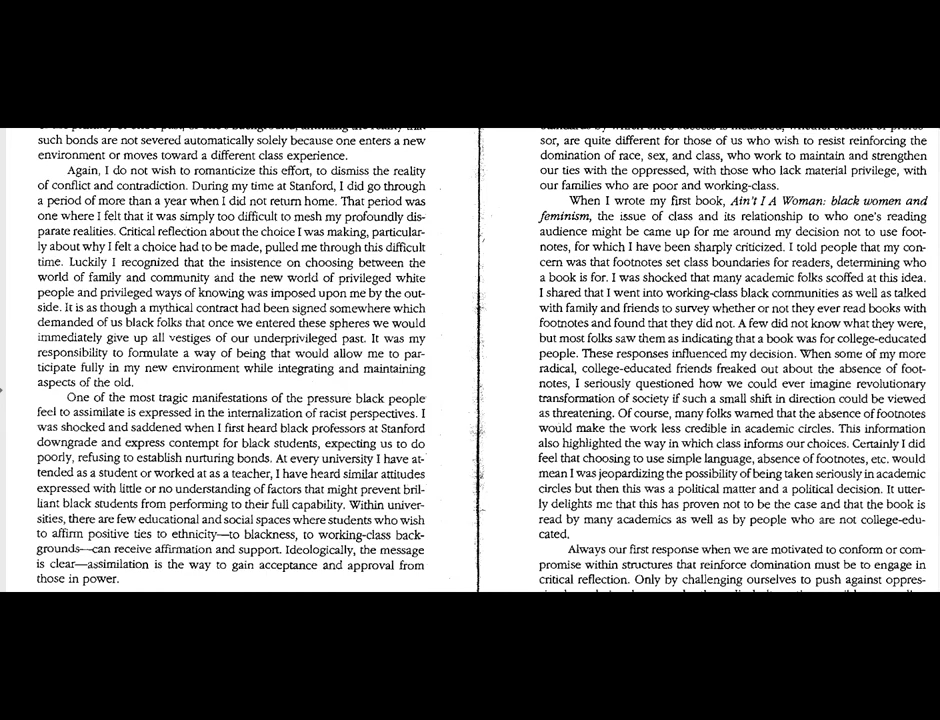 such bonds are not severed automatically solely because one enters a new
environment or moves toward a different class experience.
Again, I do not wish to romanticize this effort, to dismiss the reality
of conflict and contradiction. During my time at Stanford, I did go through
a period of more than a year when I did not return home. That period was
one where I felt that it was simply too difficult to mesh my profoundly dis-
parate realities. Critical reflection about the choice I was making, particular-
ly about why I felt a choice had to be made, pulled me through this difficult
time. Luckily I recognized that the insistence on choosing between the
world of family and community and the new world of privileged white
people and privileged ways of knowing was imposed upon me by the out-
side. It is as though a mythical contract had been signed somewhere which
demanded of us black folks that once we entered these spheres we would
immediately give up all vestiges of our underprivileged past. It was my
responsibility to formulate a way of being that would allow me to par-
ticipate fully in my new environment while integrating and maintaining
aspects of the old.
One of the most tragic manifestations of the pressure black people
feel to assimilate is expressed in the internalization of racist perspectives. I
was shocked and saddened when I first heard black professors at Stanford
downgrade and express contempt for black students, expecting us to do
poorly, refusing to establish nurturing bonds. At every university I have at-
tended as a student or worked at as a teacher, I have heard similar attitudes
expressed with little or no understanding of factors that might prevent bril-
liant black students from performing to their full capability. Within univer-
sities, there are few educational and social spaces where students who wish
to affirm positive ties to ethnicity—to blackness, to working-class back-
grounds—can receive affirmation and support. Ideologically, the message
is clear—assimilation is the way to gain acceptance and approval from
those in power.
sor, are quite different for those of us who wish to resist reinforcing the
domination of race, sex, and class, who work to maintain and strengthen
our ties with the oppressed, with those who lack material privilege, with
our families who are poor and working-class.
When I wrote my first book, Ain't I A Woman: black women and
feminism, the issue of class and its relationship to who one's reading
audience might be came up for me around my decision not to use foot-
notes, for which I have been sharply criticized. I told people that my con-
cern was that footnotes set class boundaries for readers, determining who
a book is for. I was shocked that many academic folks scoffed at this idea.
I shared that I went into working-class black communities as well as talked
with family and friends to survey whether or not they ever read books with
footnotes and found that they did not. A few did not know what they were,
but most folks saw them as indicating that a book was for college-educated
people. These responses influenced my decision. When some of my more
radical, college-educated friends freaked out about the absence of foot-
notes, I seriously questioned how we could ever imagine revolutionary
transformation of society if such a small shift in direction could be viewed
as threatening. Of course, many folks warned that the absence of footnotes
would make the work less credible in academic circles. This information
also highlighted the way in which class informs our choices. Certainly I did
feel that choosing to use simple language, absence of footnotes, etc. would
mean I was jeopardizing the possibility of being taken seriously in academic
circles but then this was a political matter and a political decision. It utter-
ly delights me that this has proven not to be the case and that the book is
read by many academics as well as by people who are not college-edu-
cated.
Always our first response when we are motivated to conform or com-
promise within structures that reinforce domination must be to engage in
critical reflection. Only by challenging ourselves to push against oppres-